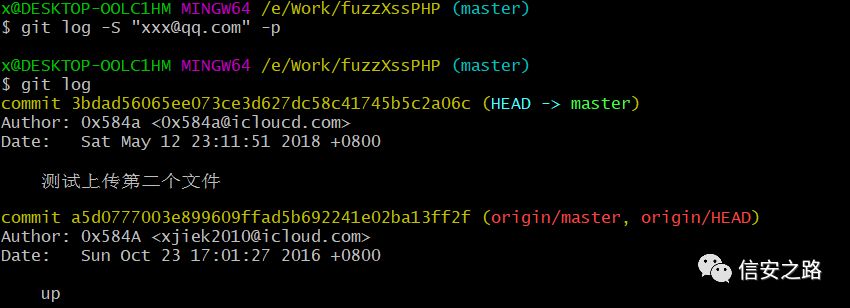 x@DESKTOP-OOLC1HM MINGW64 /e/Work/fuzzXssPHP (master)
$ git log -S "xxx@qq.com" -p
x@DESKTOP-OOLC1HM MINGW64 /e/Work/fuzzXssPHP (master)
$ git log
commit 3bdad56065ee073ce3d627dc58c41745b5c2a06c (HEAD -> master)
Author: 0x584a <0x584a@icloucd.com>
Date:   Sat May 12 23:11:51 2018 +0800
测试上传第二个文件
commit a5d0777003e899609ffad5b692241e02ba13ff2f (origin/master, origin/HEAD)
Author: 0x584A <xjiek2010@icloud.com>
Date:   Sun Oct 23 17:01:27 2016 +0800
up
信安之路